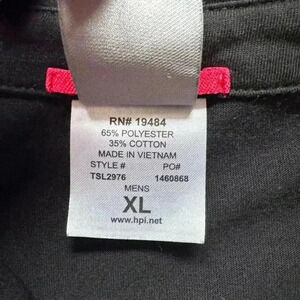 RN# 19484
65% POLYESTER
35% COTTON
MADE IN VIETNAM
STYLE # PO#
TSL2976 1460868
MENS
XL
www.hpi.net